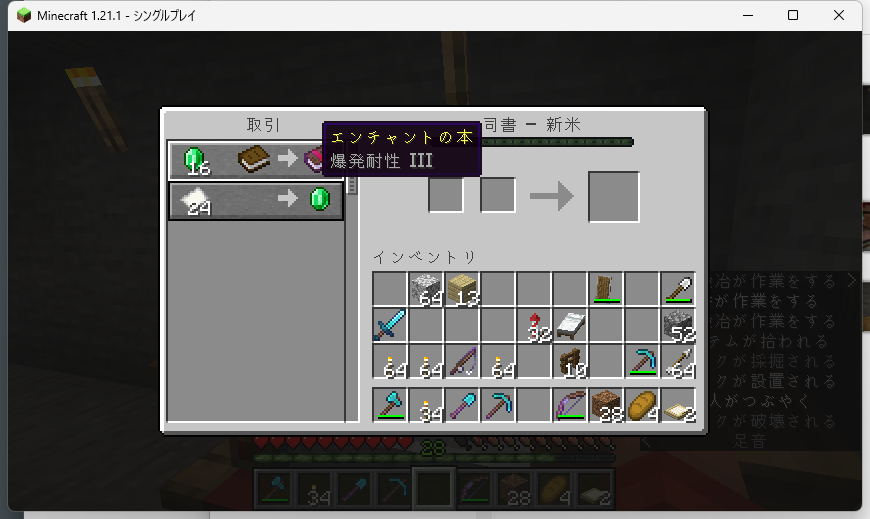 Minecraft 1.21.1 - シングルプレイ
取引
司書 - 新米
エンチャントの本
爆発耐性 III
16
24
インベントリ
64
13
32
52
64
64
64
10
64
34
28
4
2
冶が作業をする >
冶が作業をする
冶が作業をする
テムが拾われる
クが採掘される
クが設置される
人がつぶやく
クが破壊される
< 足音
28
34
28
4
2